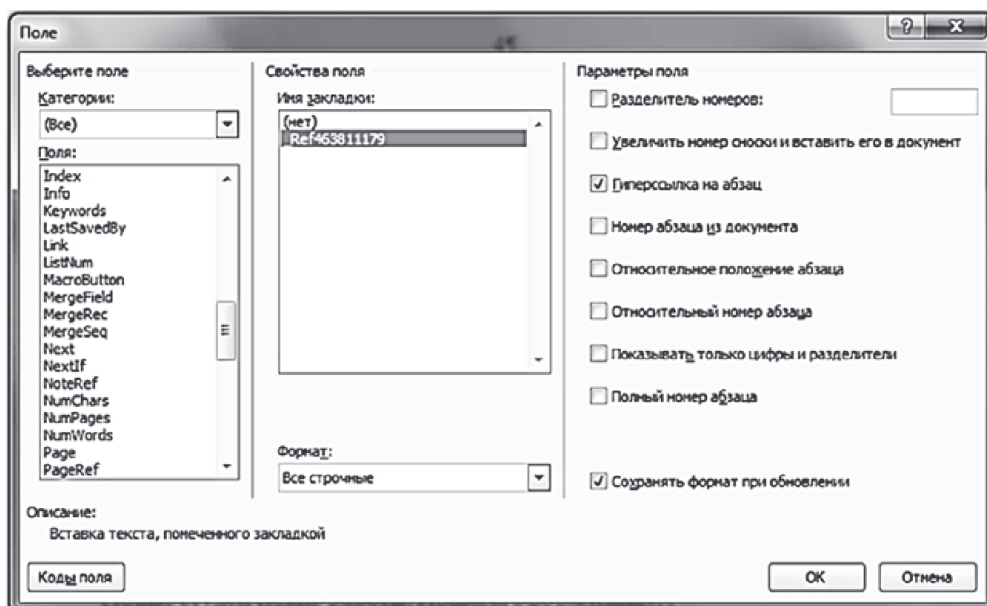 Поле
4¶
Выберите поле
Категории:
(Все)
Поля:
Index
Info
Keywords
LastSavedBy
Link
ListNum
MacroButton
MergeField
MergeRec
MergeSeq
Next
NextIf
NoteRef
NumChars
NumPages
NumWords
Page
PageRef
Свойства поля
Имя закладки:
(нет)
_Ref463811179
Формат:
Все строчные
Параметры поля
Разделитель номеров:
Увеличить номер сноски и вставить его в документ
Гиперссылка на абзац
Номер абзаца из документа
Относительное положение абзаца
Относительный номер абзаца
Показывать только цифры и разделители
Полный номер абзаца
Сохранять формат при обновлении
Описание:
Вставка текста, помеченного закладкой
Коды поля
ОК
Отмена